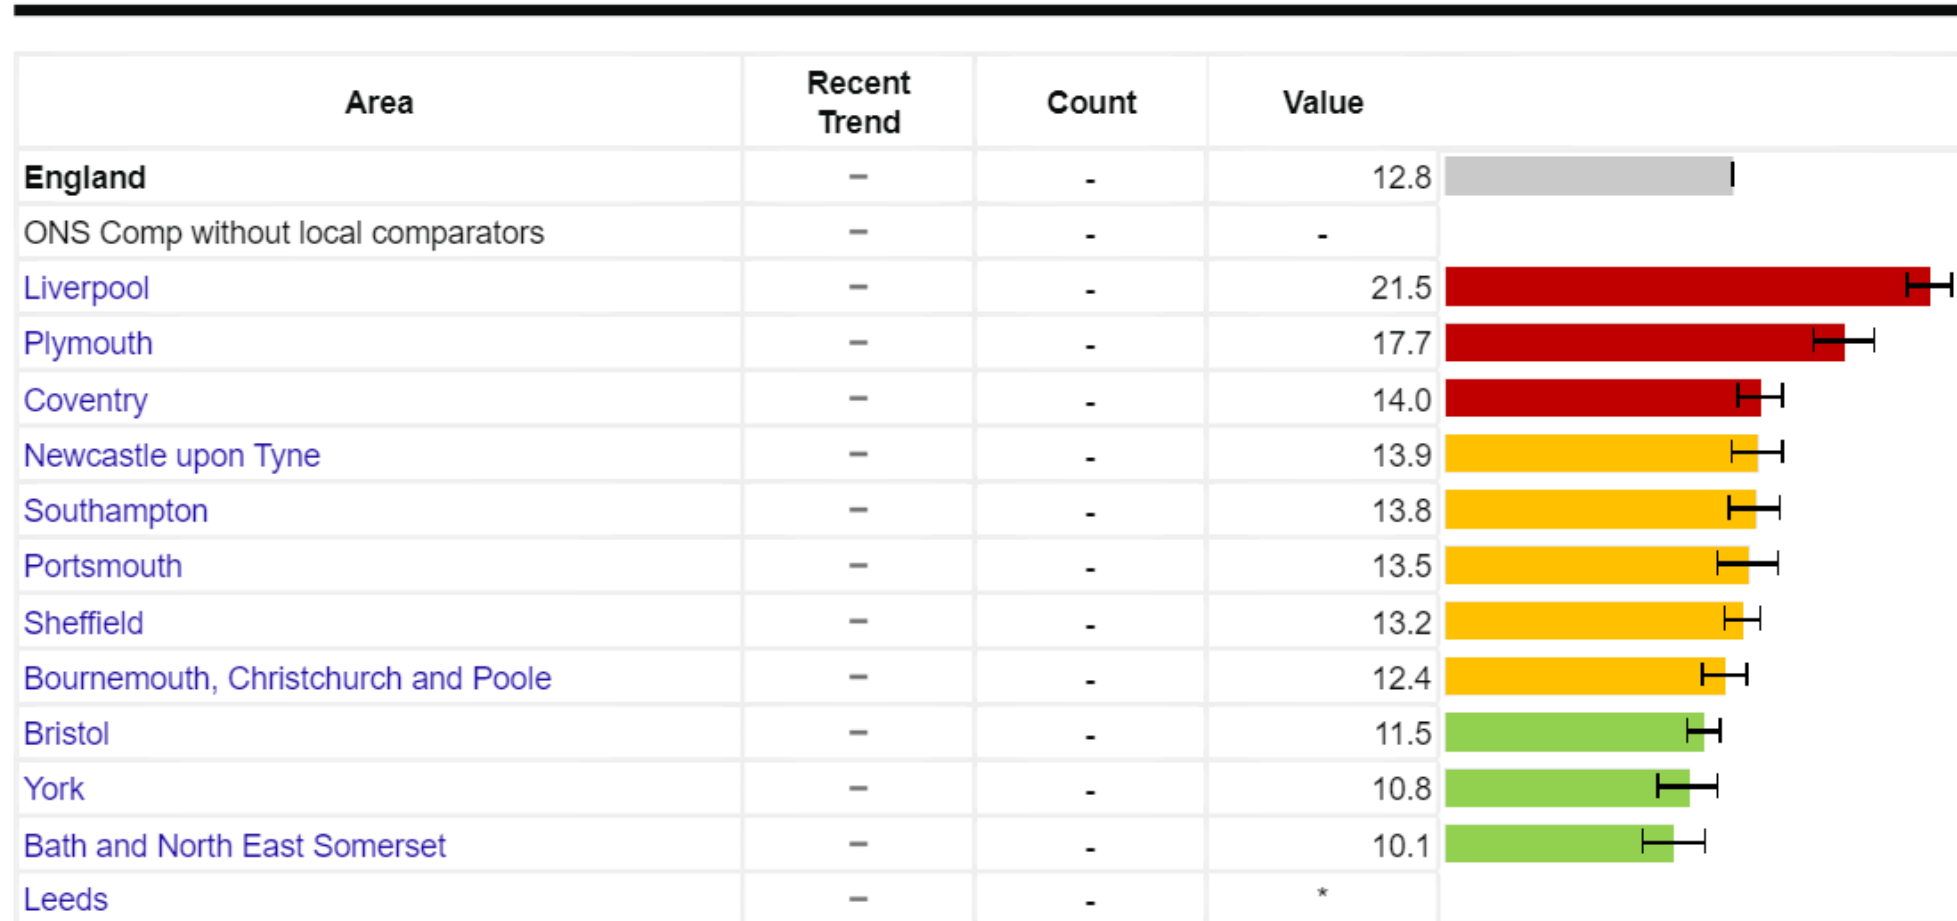 Area Recent Trend Count Value
England - - 12.8
ONS Comp without local comparators - - -
Liverpool - - 21.5
Plymouth - - 17.7
Coventry - - 14.0
Newcastle upon Tyne - - 13.9
Southampton - - 13.8
Portsmouth - - 13.5
Sheffield - - 13.2
Bournemouth, Christchurch and Poole - - 12.4
Bristol - - 11.5
York - - 10.8
Bath and North East Somerset - - 10.1
Leeds - - *